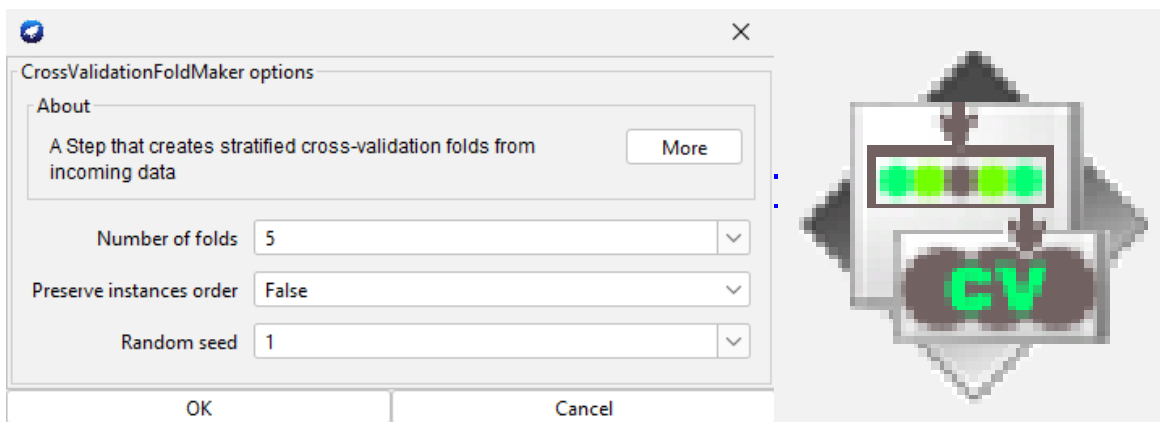 CrossValidationFoldMaker options
About
A Step that creates stratified cross-validation folds from
incoming data
More
Number of folds 5
Preserve instances order False
Random seed 1
OK Cancel
CV